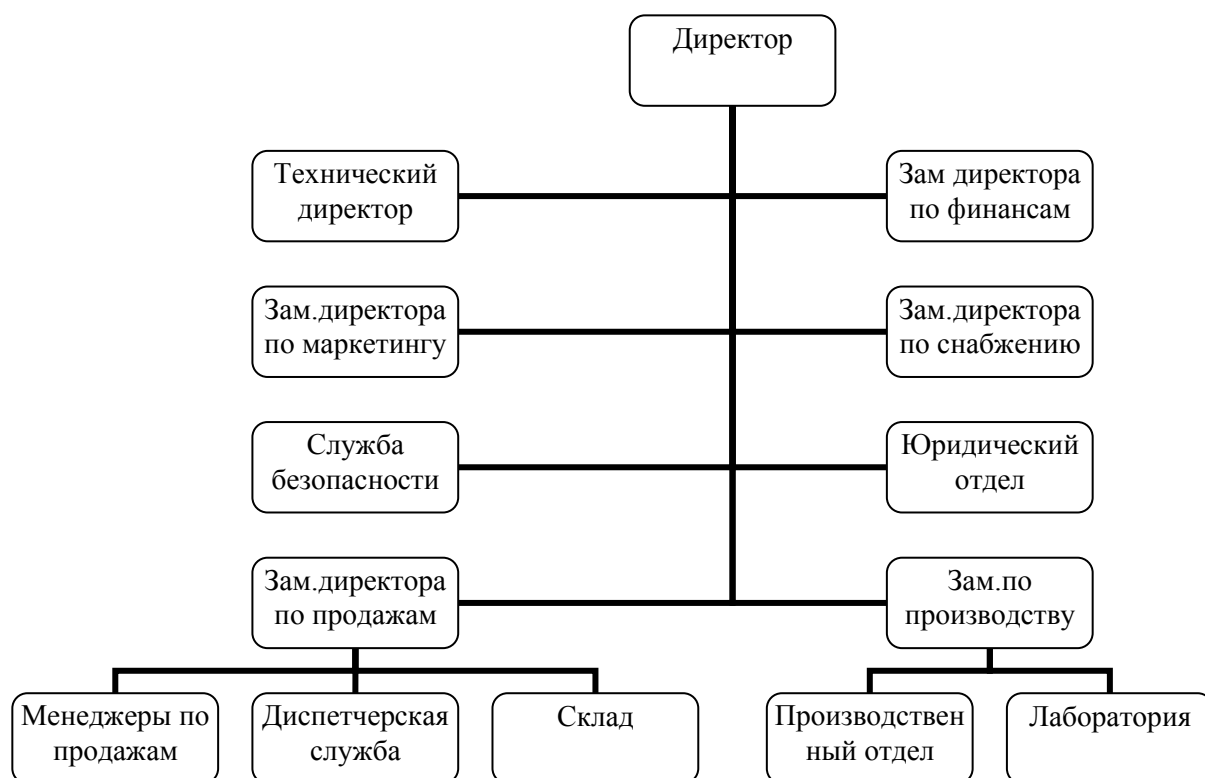 Директор
Технический
директор
Зам директора
по финансам
Зам.директора
по маркетингу
Зам.директора
по снабжению
Служба
безопасности
Юридический
отдел
Зам.директора
по продажам
Зам.по
производству
Менеджеры по
продажам
Диспетчерская
служба
Склад
Производствен
ный отдел
Лаборатория